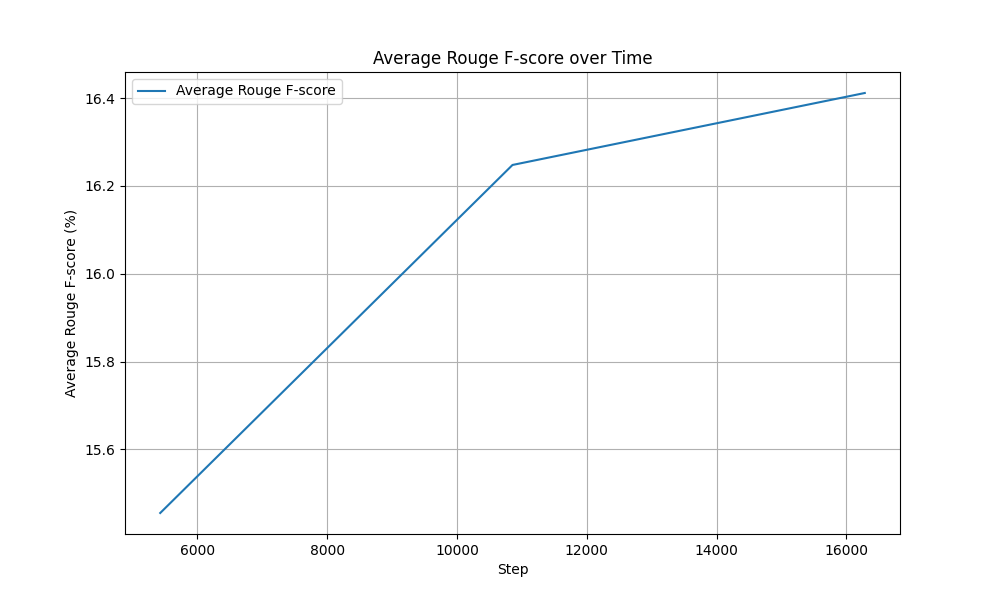 Average Rouge F-score over Time
Average Rouge F-score
Average Rouge F-score (%)
16.4
16.2
16.0
15.8
15.6
6000 8000 10000 12000 14000 16000
Step